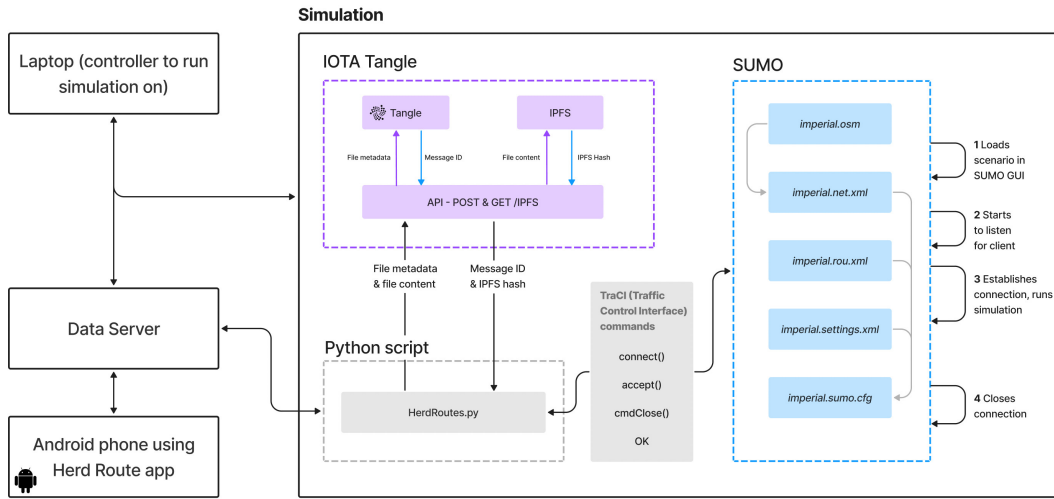 Simulation
Laptop (controller to run
simulation on)
Data Server
Android phone using
Herd Route app
IOTA Tangle
Tangle
IPFS
File metadata
Message ID
File content
IPFS Hash
API - POST & GET /IPFS
File metadata
& file content
Message ID
& IPFS hash
Python script
HerdRoutes.py
TraCI (Traffic
Control Interface)
commands
connect()
accept()
cmdClose()
OK
SUMO
imperial.osm
imperial.net.xml
imperial.rou.xml
imperial.settings.xml
imperial.sumo.cfg
1 Loads
scenario in
SUMO GUI
2 Starts
to listen
for client
3 Establishes
connection, runs
simulation
4 Closes
connection